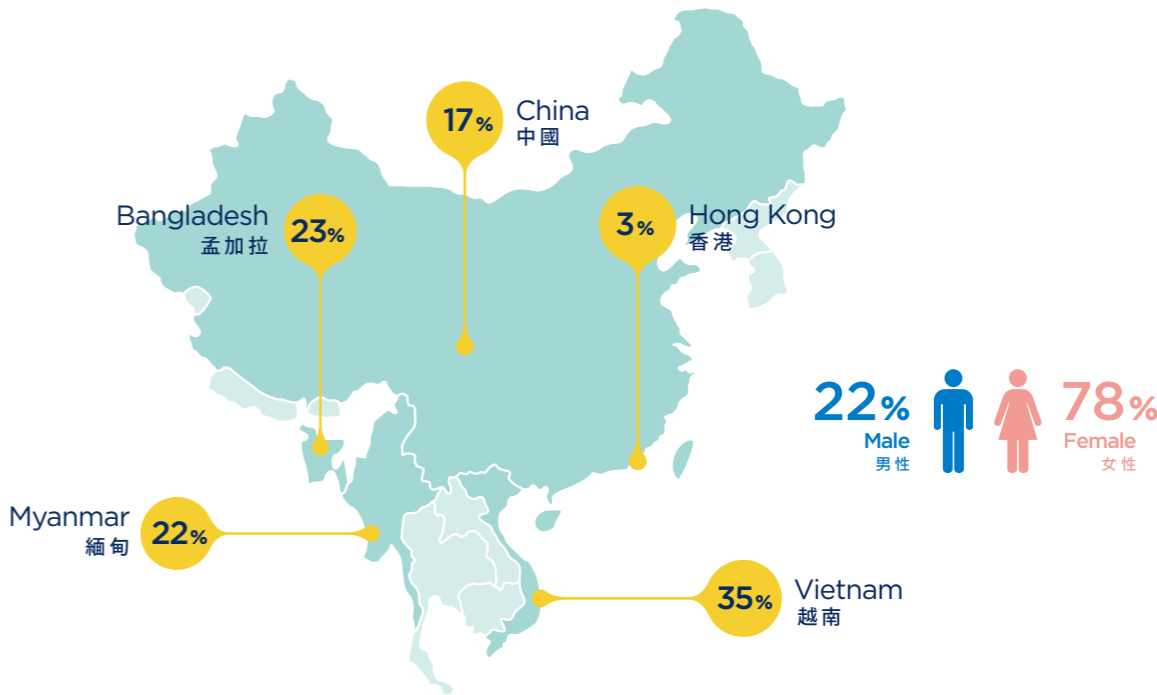 17%
China
中國
Bangladesh
孟加拉
23%
3%
Hong Kong
香港
22%
Male
男性
78%
Female
女性
Myanmar
緬甸
22%
35%
Vietnam
越南